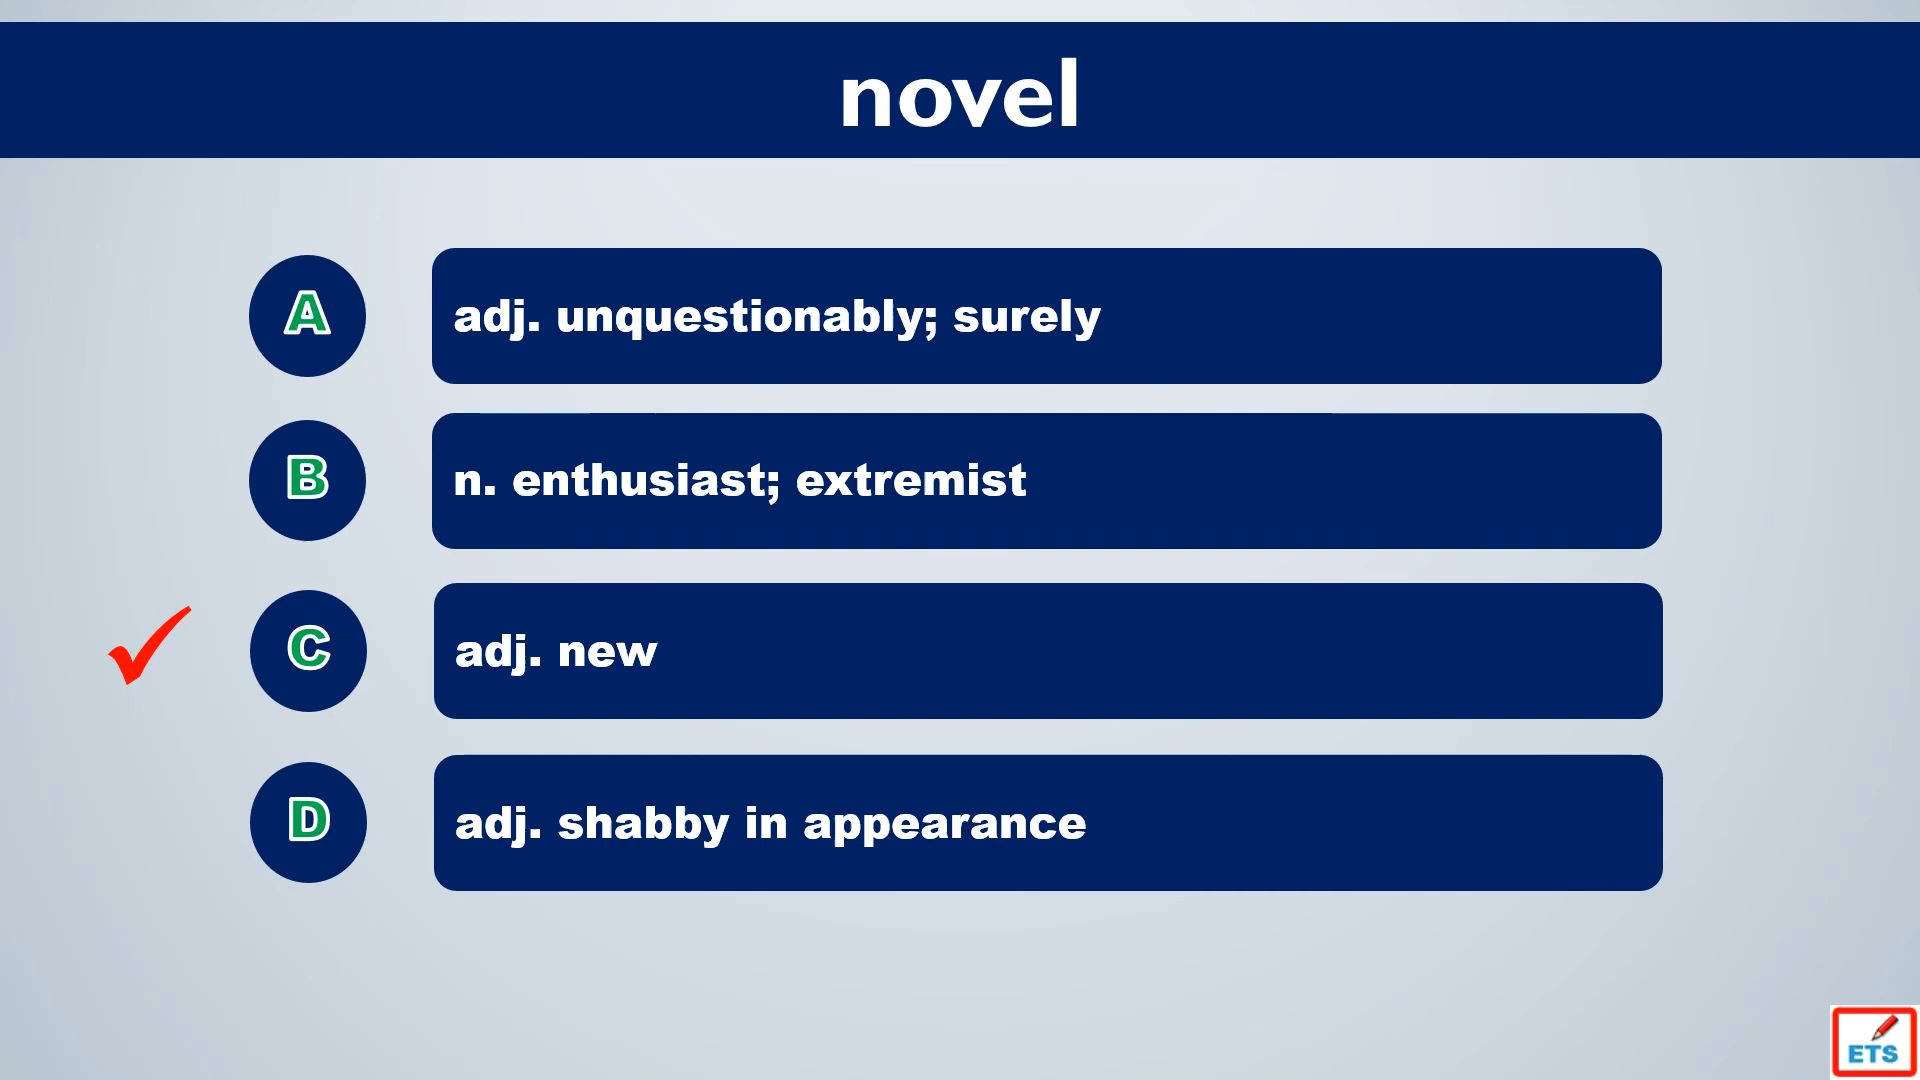 novel
A
adj. unquestionably; surely
B
n. enthusiast; extremist
C
adj. new
D
adj. shabby in appearance
ETS